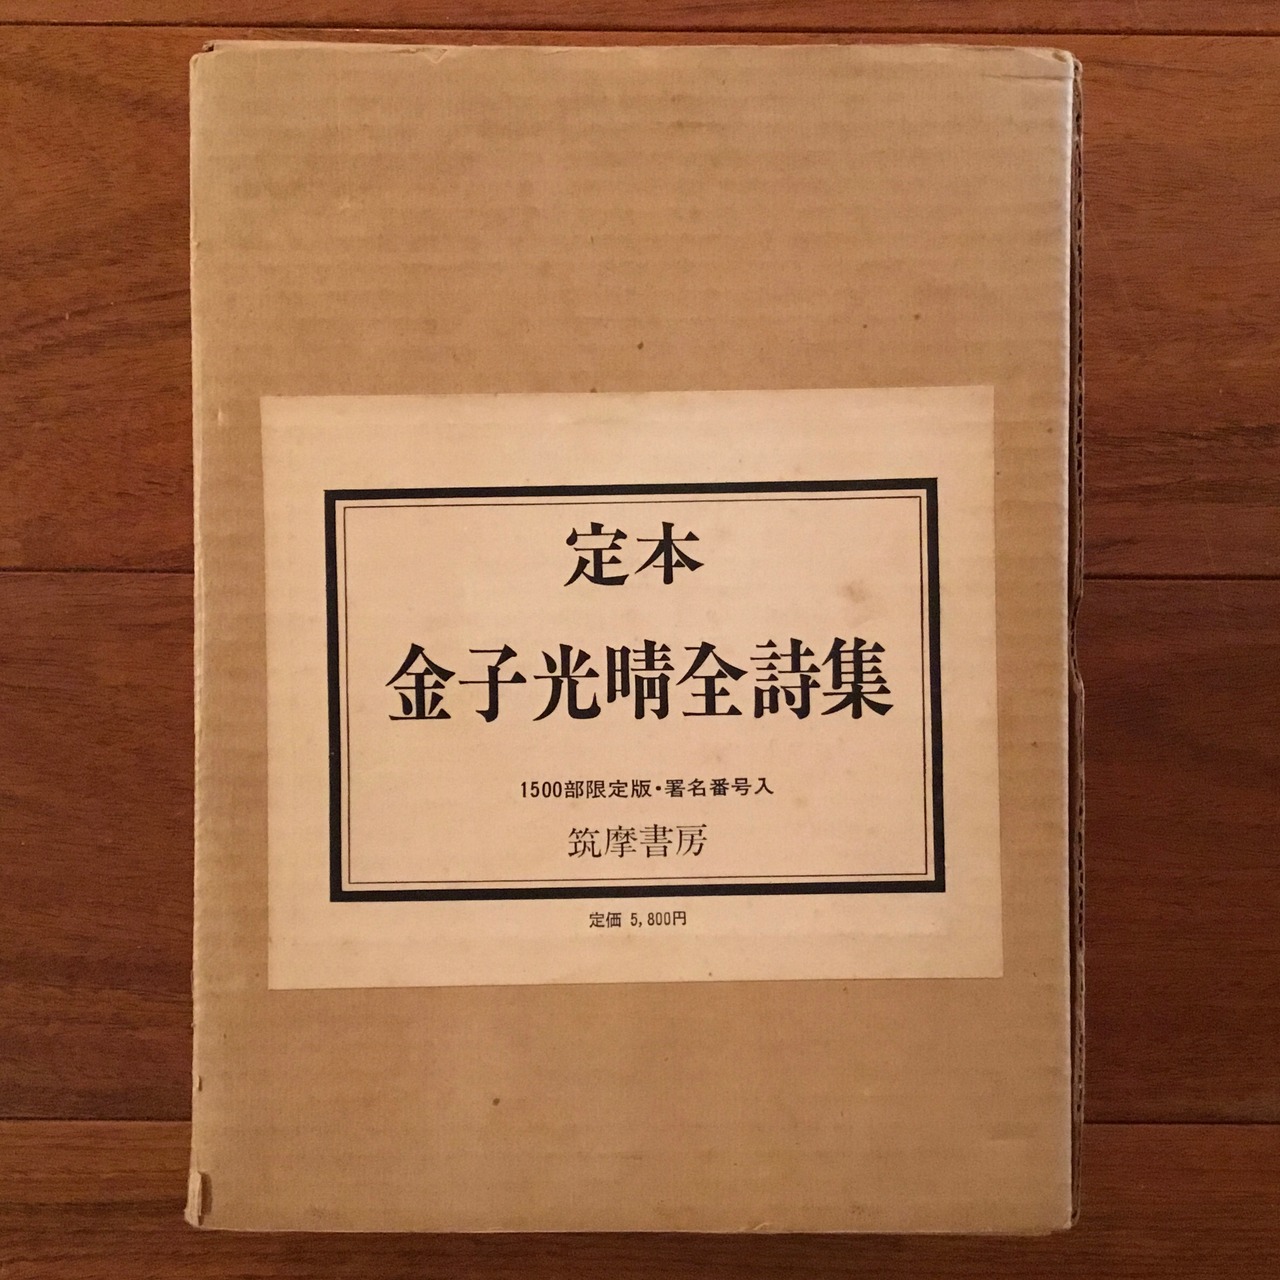 定本
金子光晴全詩集
1500部限定版・署名番号入
筑摩書房
定価 5,800円